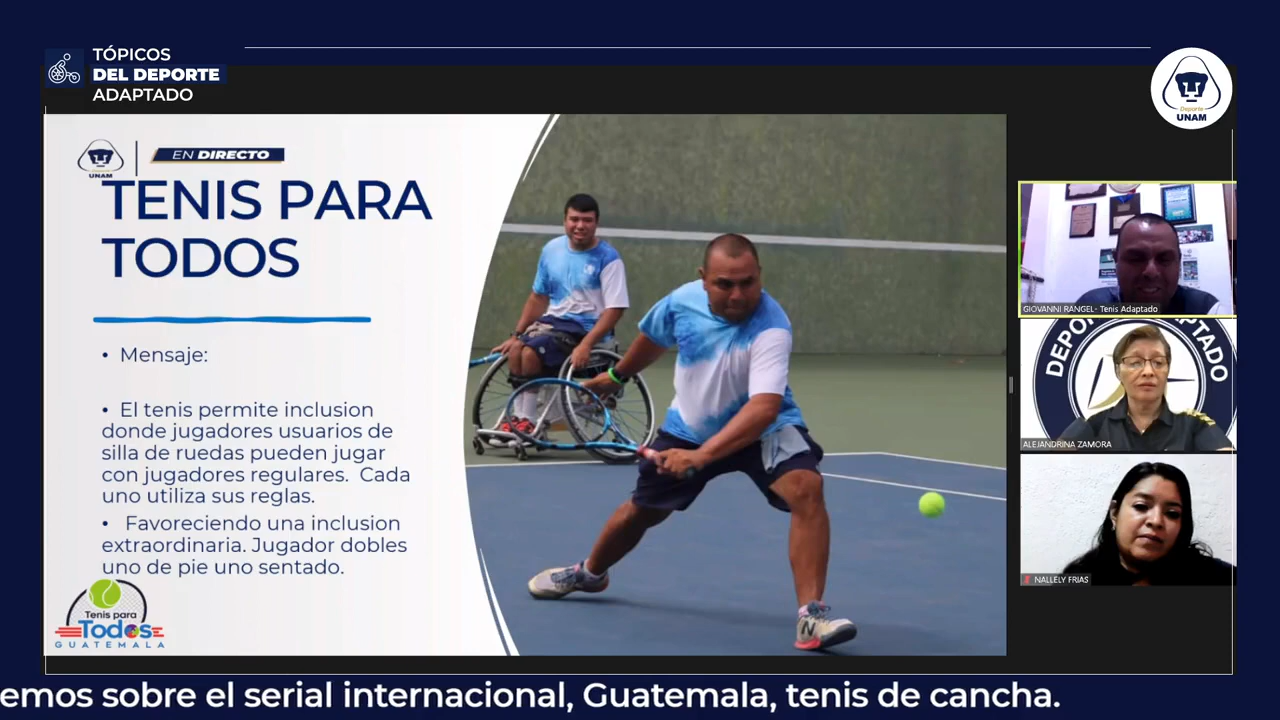 TÓPICOS
DEL DEPORTE
ADAPTADO
Deporte
UNAM
UNAM
EN DIRECTO
TENIS PARA
TODOS
• Mensaje:
• El tenis permite inclusion
donde jugadores usuarios de
silla de ruedas pueden jugar
con jugadores regulares. Cada
uno utiliza sus reglas.
• Favoreciendo una inclusion
extraordinaria. Jugador dobles
uno de pie uno sentado.
Tenis para
Todos
GUATEMALA
GIOVANNI RANGEL- Tenis Adaptado
ALEJANDRINA ZAMORA
NALLELY FRIAS
emos sobre el serial internacional, Guatemala, tenis de cancha.